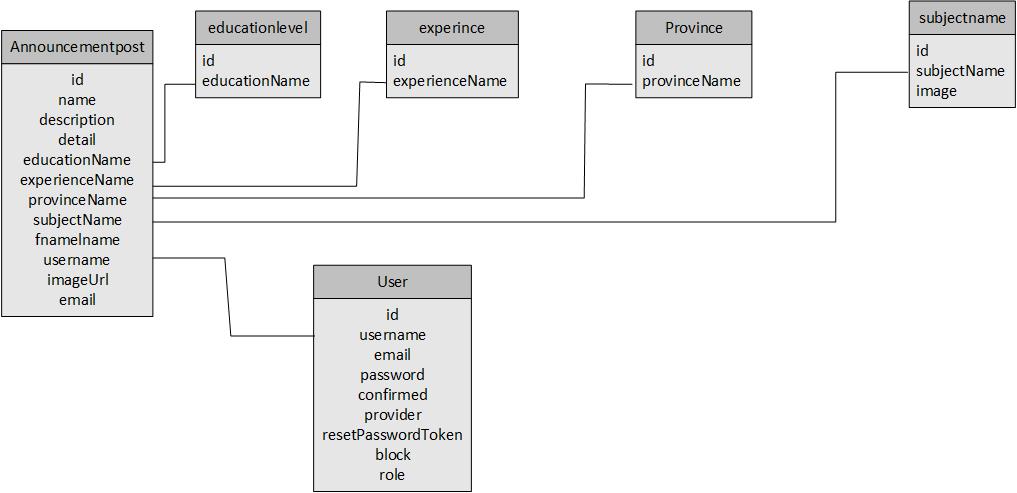 Announcementpost
id
name
description
detail
educationName
experienceName
provinceName
subjectName
fnamelname
username
imageUrl
email
educationlevel
id
educationName
experince
id
experienceName
Province
id
provinceName
subjectname
id
subjectName
image
User
id
username
email
password
confirmed
provider
resetPasswordToken
block
role